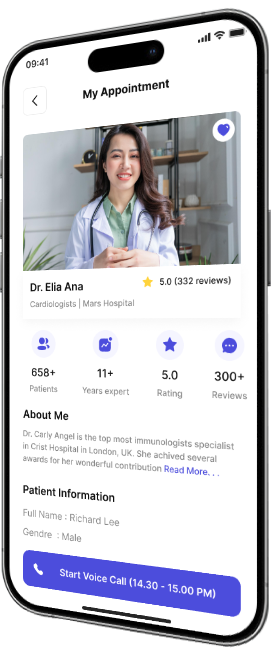 09:41
My Appointment
Dr. Elia Ana
5.0 (332 reviews)
Cardiologists | Mars Hospital
658+
11+
5.0
300+
Patients
Years expert
Rating
Reviews
About Me
Dr. Carly Angel is the top most immunologists specialist
in Crist Hospital in London, UK. She achived several
awards for her wonderful contribution Read More. . .
Patient Information
Full Name : Richard Lee
Gendre : Male
Start Voice Call (14.30 - 15.00 PM)